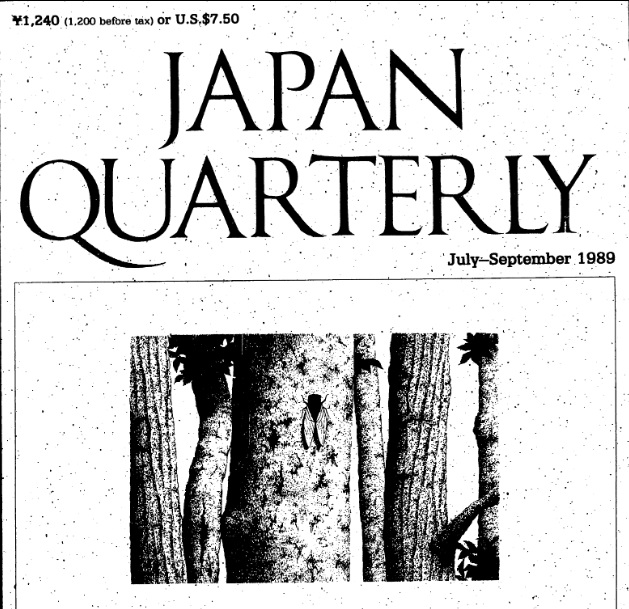 ¥1,240 (1,200 before tax) or U.S.$7.50
JAPAN
QUARTERLY
July–September 1989